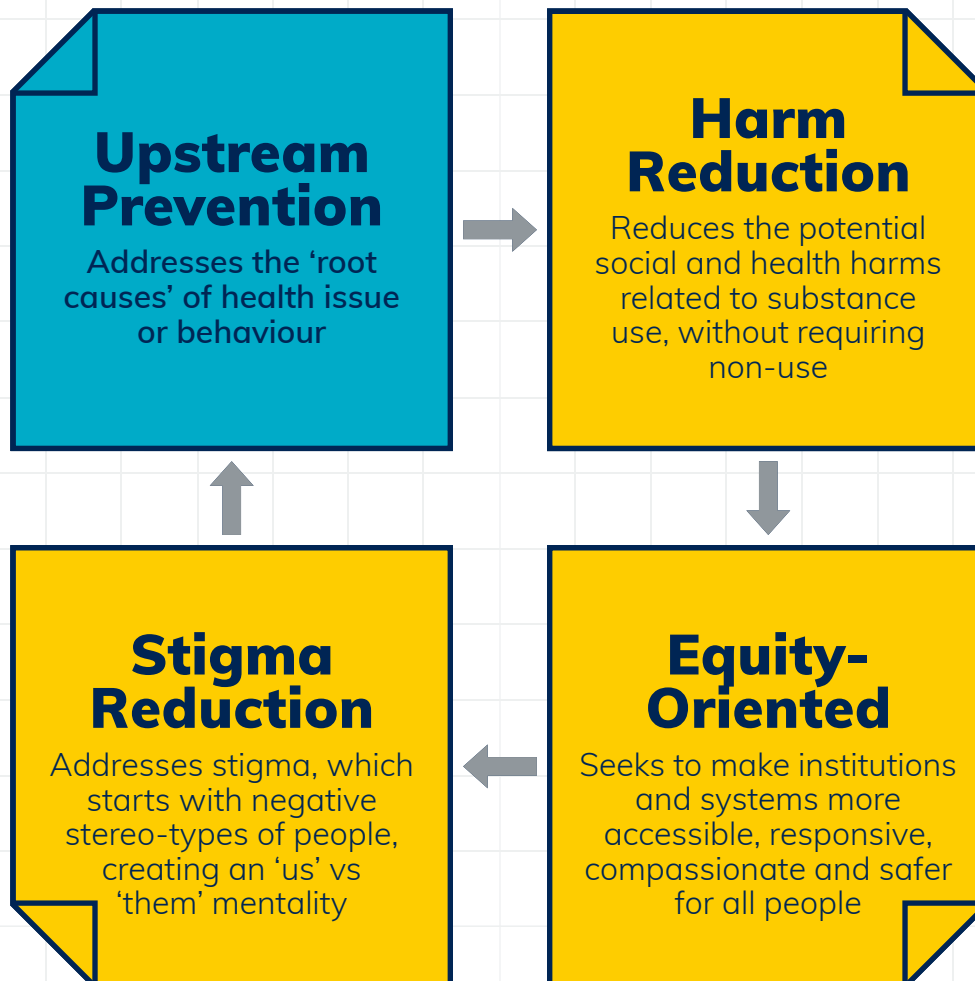 Upstream
Prevention
Addresses the ‘root
causes’ of health issue
or behaviour
Harm
Reduction
Reduces the potential
social and health harms
related to substance
use, without requiring
non-use
Stigma
Reduction
Addresses stigma, which
starts with negative
stereo-types of people,
creating an ‘us’ vs
‘them’ mentality
Equity-
Oriented
Seeks to make institutions
and systems more
accessible, responsive,
compassionate and safer
for all people